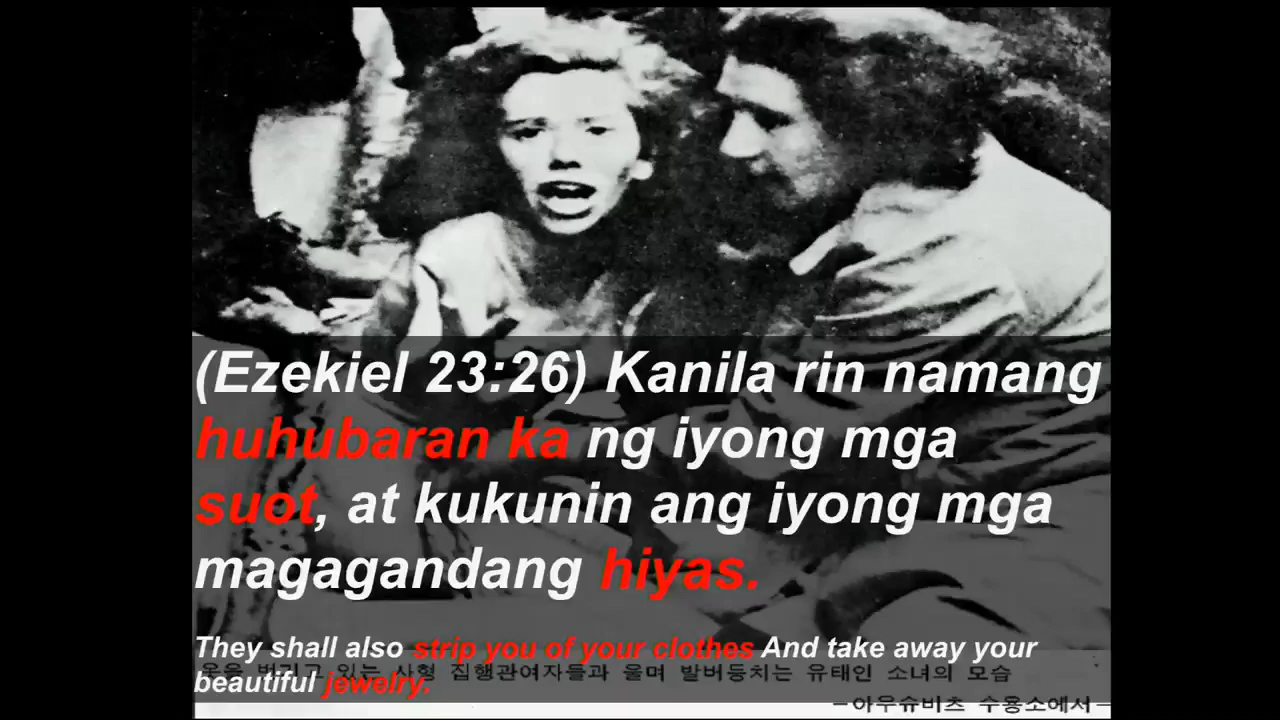 (Ezekiel 23:26) Kanila rin namang
huhubaran ka ng iyong mga
suot, at kukunin ang iyong mga
magagandang hiyas.
They shall also strip you of your clothes And take away your
옷을 벗기고 있는 사형 집행관여자들과 울며 발버둥치는 유태인 소녀의 모습
beautiful jewelry.
—아우슈비츠 수용소에서—